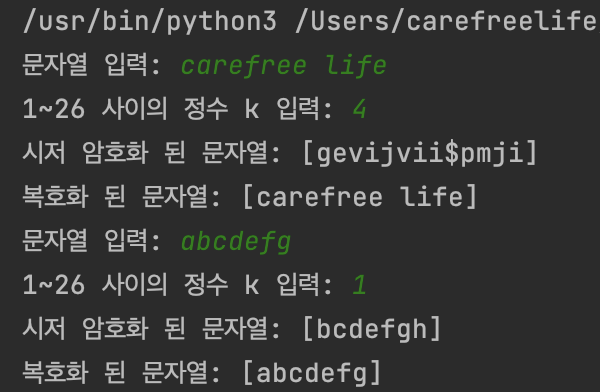 /usr/bin/python3 /Users/carefreelife
문자열 입력: carefree life
1~26 사이의 정수 k 입력: 4
시저 암호화 된 문자열: [gevijvii$pmji]
복호화 된 문자열: [carefree life]
문자열 입력: abcdefg
1~26 사이의 정수 k 입력: 1
시저 암호화 된 문자열: [bcdefgh]
복호화 된 문자열: [abcdefg]